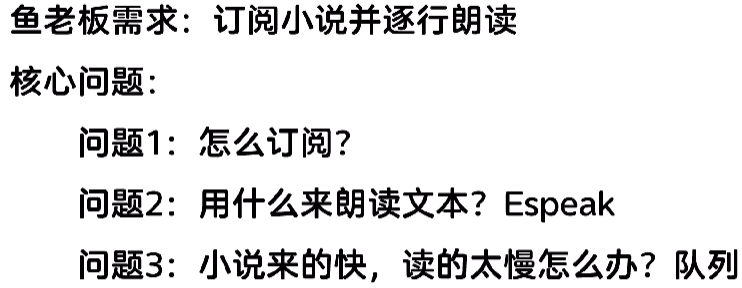 鱼老板需求：订阅小说并逐行朗读
核心问题：
问题1：怎么订阅？
问题2：用什么来朗读文本？Espeak
问题3：小说来的快，读的太慢怎么办？队列